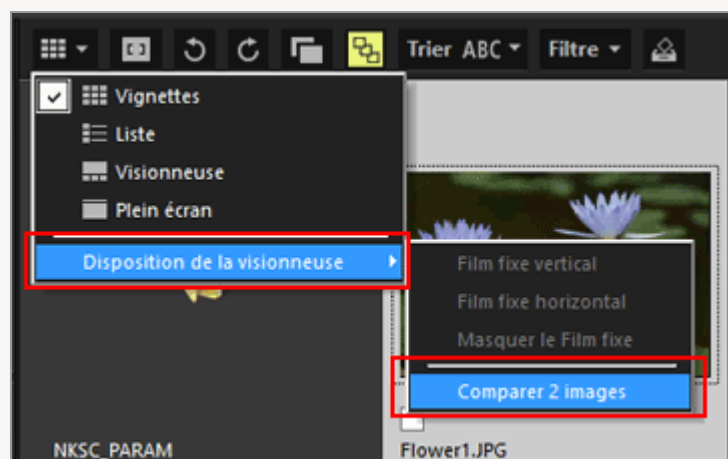 Trier ABC Filtre
Vignettes
Liste
Visionneuse
Plein écran
Disposition de la visionneuse
Film fixe vertical
Film fixe horizontal
Masquer le Film fixe
Comparer 2 images
NKSC_PARAM
Flower1.JPG